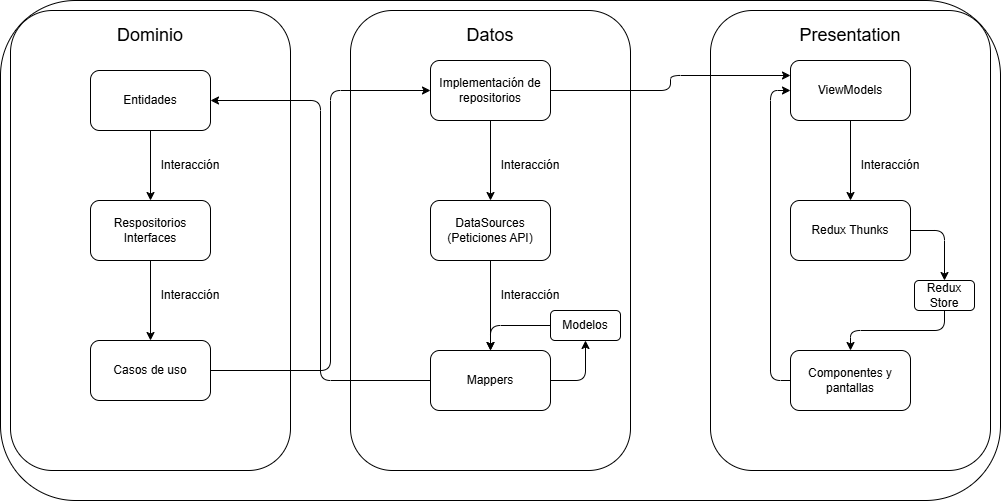 Dominio
Entidades
Interacción
Respositorios
Interfaces
Interacción
Casos de uso
Datos
Implementación de
repositorios
Interacción
DataSources
(Peticiones API)
Interacción
Modelos
Mappers
Presentation
ViewModels
Interacción
Redux Thunks
Redux
Store
Componentes y
pantallas